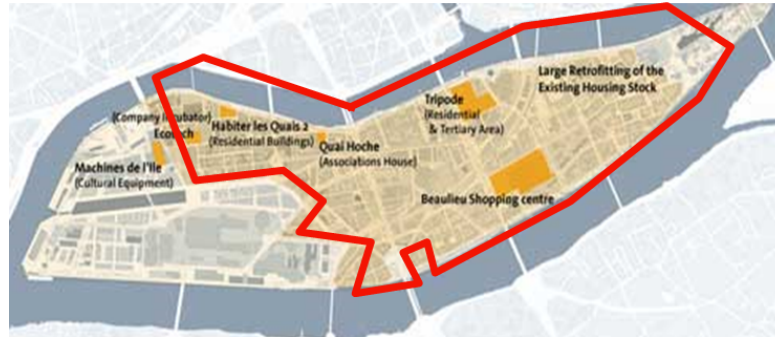 Large Retrofitting of the
Existing Housing Stock
Tripode
(Residential
& Tertiary Area)
(Company Incubator)
Ecotech
Habiter les Quais 2
(Residential Buildings)
Quai Hoche
(Associations House)
Machines de l'Ile
(Cultural Equipment)
Beaulieu Shopping centre